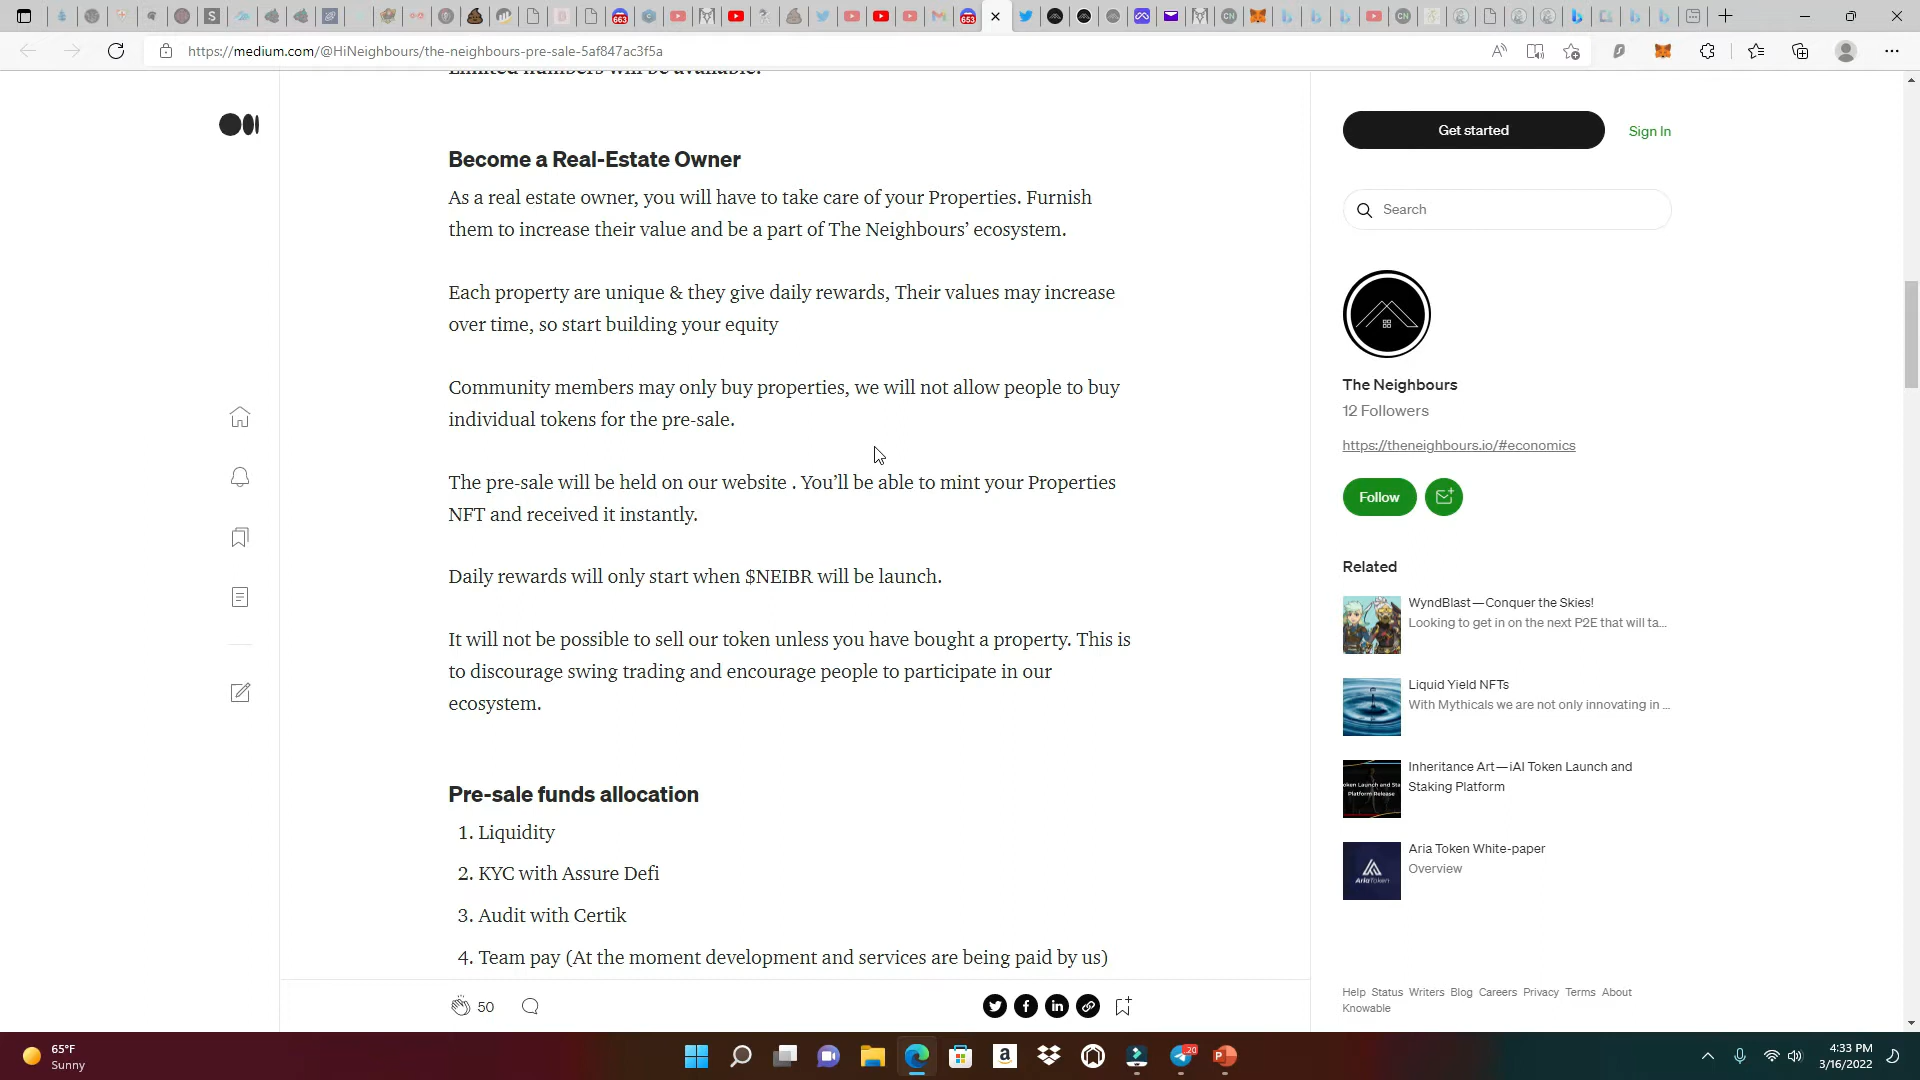 663
653
CN
CN
https://medium.com/@HiNeighbours/the-neighbours-pre-sale-5af847ac3f5a
Limited numbers will be available.
Become a Real-Estate Owner
As a real estate owner, you will have to take care of your Properties. Furnish
them to increase their value and be a part of The Neighbours’ ecosystem.
Each property are unique & they give daily rewards, Their values may increase
over time, so start building your equity
Community members may only buy properties, we will not allow people to buy
individual tokens for the pre-sale.
The pre-sale will be held on our website . You’ll be able to mint your Properties
NFT and received it instantly.
Daily rewards will only start when $NEIBR will be launch.
It will not be possible to sell our token unless you have bought a property. This is
to discourage swing trading and encourage people to participate in our
ecosystem.
Pre-sale funds allocation
1. Liquidity
2. KYC with Assure Defi
3. Audit with Certik
4. Team pay (At the moment development and services are being paid by us)
50
Get started
Sign In
Search
The Neighbours
12 Followers
https://theneighbours.io/#economics
Follow
Related
WyndBlast—Conquer the Skies!
Looking to get in on the next P2E that will ta...
Liquid Yield NFTs
With Mythicals we are not only innovating in ...
Inheritance Art—iAI Token Launch and
Staking Platform
Aria Token White-paper
Overview
Help Status Writers Blog Careers Privacy Terms About
Knowable
65°F
Sunny
20
4:33 PM
3/16/2022